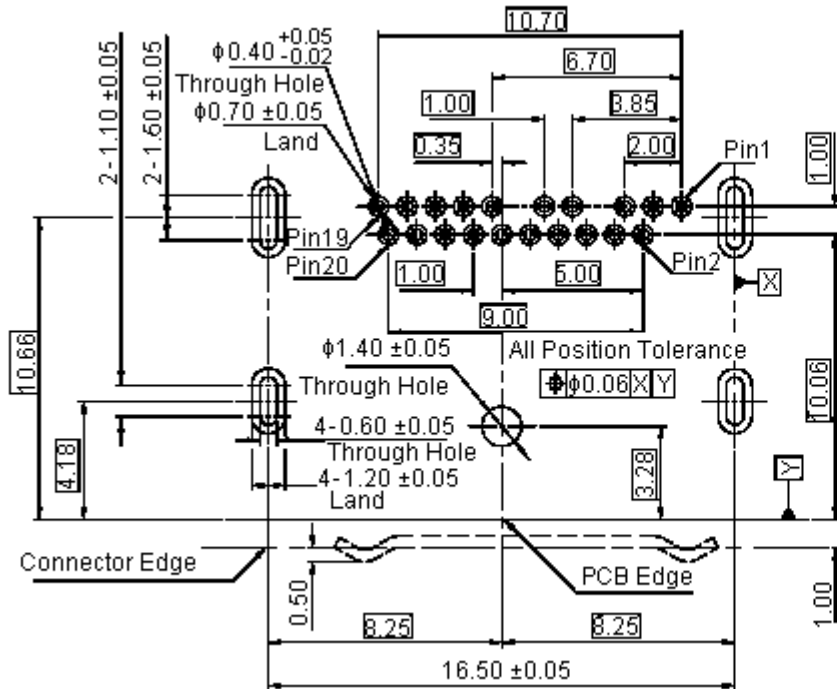 10.70
ϕ0.40 +0.05 -0.02
6.70
Through Hole
ϕ0.70 ±0.05
1.00
3.85
Land
0.35
2.00
Pin1
2-1.10 ±0.05
2-1.60 ±0.05
1.00
Pin19
Pin20
Pin2
1.00
5.00
X
9.00
10.66
ϕ1.40 ±0.05
All Position Tolerance
Through Hole
ϕ0.06 X Y
10.06
4-0.60 ±0.05
Through Hole
4-1.20 ±0.05
Land
4.18
3.28
Y
Connector Edge
PCB Edge
0.50
1.00
8.25
8.25
16.50 ±0.05